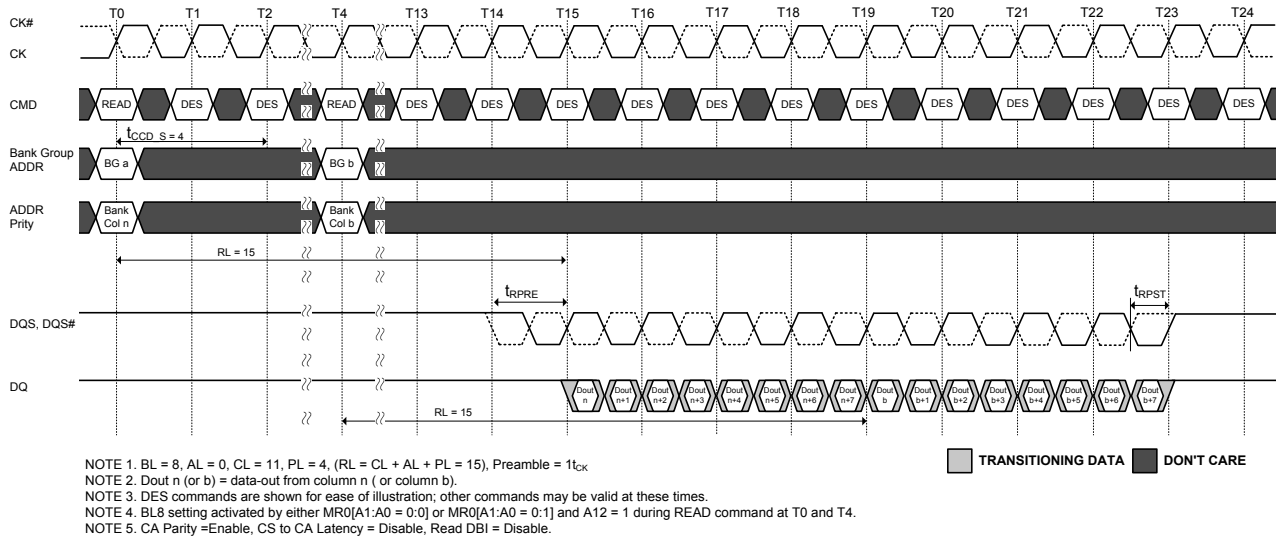 T0 T1 T2 T4 T13 T14 T15 T16 T17 T18 T19 T20 T21 T22 T23 T24
CK#
CK
CMD READ DES DES READ DES DES DES DES DES DES DES DES DES DES DES DES
tCCD_S = 4
Bank Group
ADDR
BG a BG b
ADDR
Prity
Bank
Col n
Bank
Col b
RL = 15
tRPRE tRPST
DQS, DQS#
DQ
Dout
n
Dout
n+1
Dout
n+2
Dout
n+3
Dout
n+4
Dout
n+5
Dout
n+6
Dout
n+7
Dout
b
Dout
b+1
Dout
b+2
Dout
b+3
Dout
b+4
Dout
b+5
Dout
b+6
Dout
b+7
RL = 15
NOTE 1. BL = 8, AL = 0, CL = 11, PL = 4, (RL = CL + AL + PL = 15), Preamble = 1tCK
NOTE 2. Dout n (or b) = data-out from column n ( or column b).
NOTE 3. DES commands are shown for ease of illustration; other commands may be valid at these times.
NOTE 4. BL8 setting activated by either MR0[A1:A0 = 0:0] or MR0[A1:A0 = 0:1] and A12 = 1 during READ command at T0 and T4.
NOTE 5. CA Parity =Enable, CS to CA Latency = Disable, Read DBI = Disable.
TRANSITIONING DATA DON'T CARE